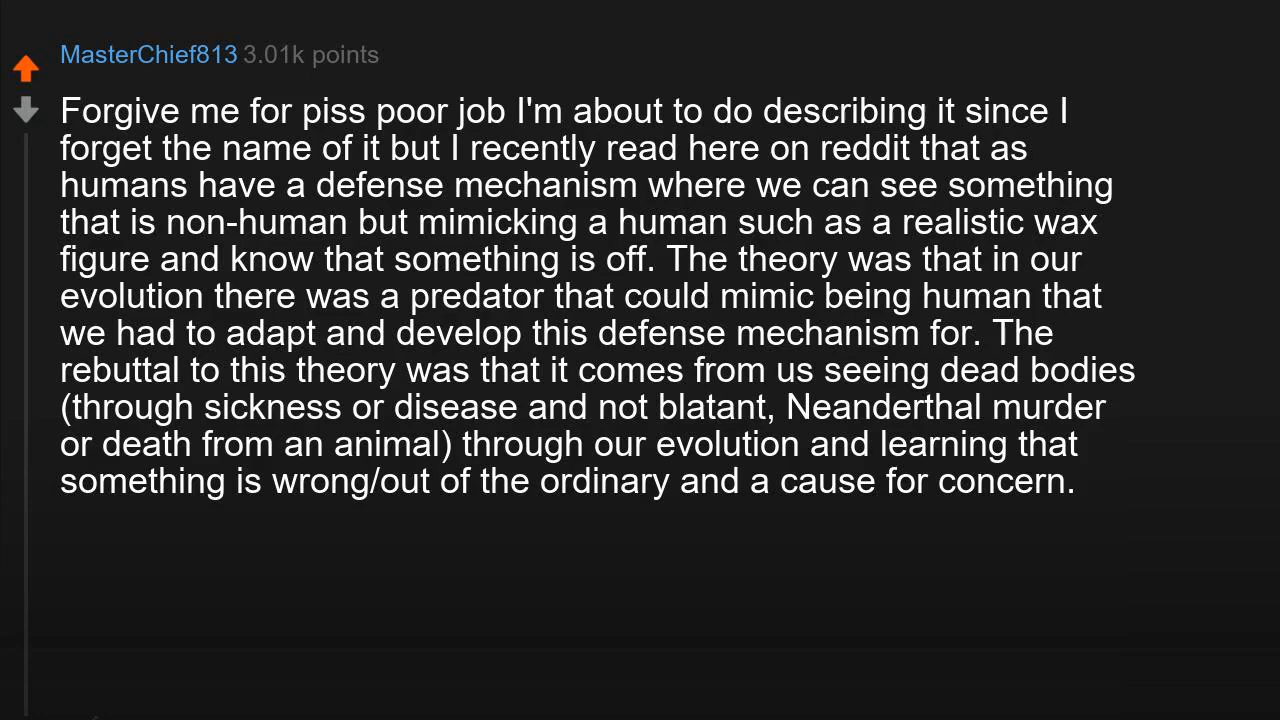 MasterChief813 3.01k points
Forgive me for piss poor job I'm about to do describing it since I
forget the name of it but I recently read here on reddit that as
humans have a defense mechanism where we can see something
that is non-human but mimicking a human such as a realistic wax
figure and know that something is off. The theory was that in our
evolution there was a predator that could mimic being human that
we had to adapt and develop this defense mechanism for. The
rebuttal to this theory was that it comes from us seeing dead bodies
(through sickness or disease and not blatant, Neanderthal murder
or death from an animal) through our evolution and learning that
something is wrong/out of the ordinary and a cause for concern.